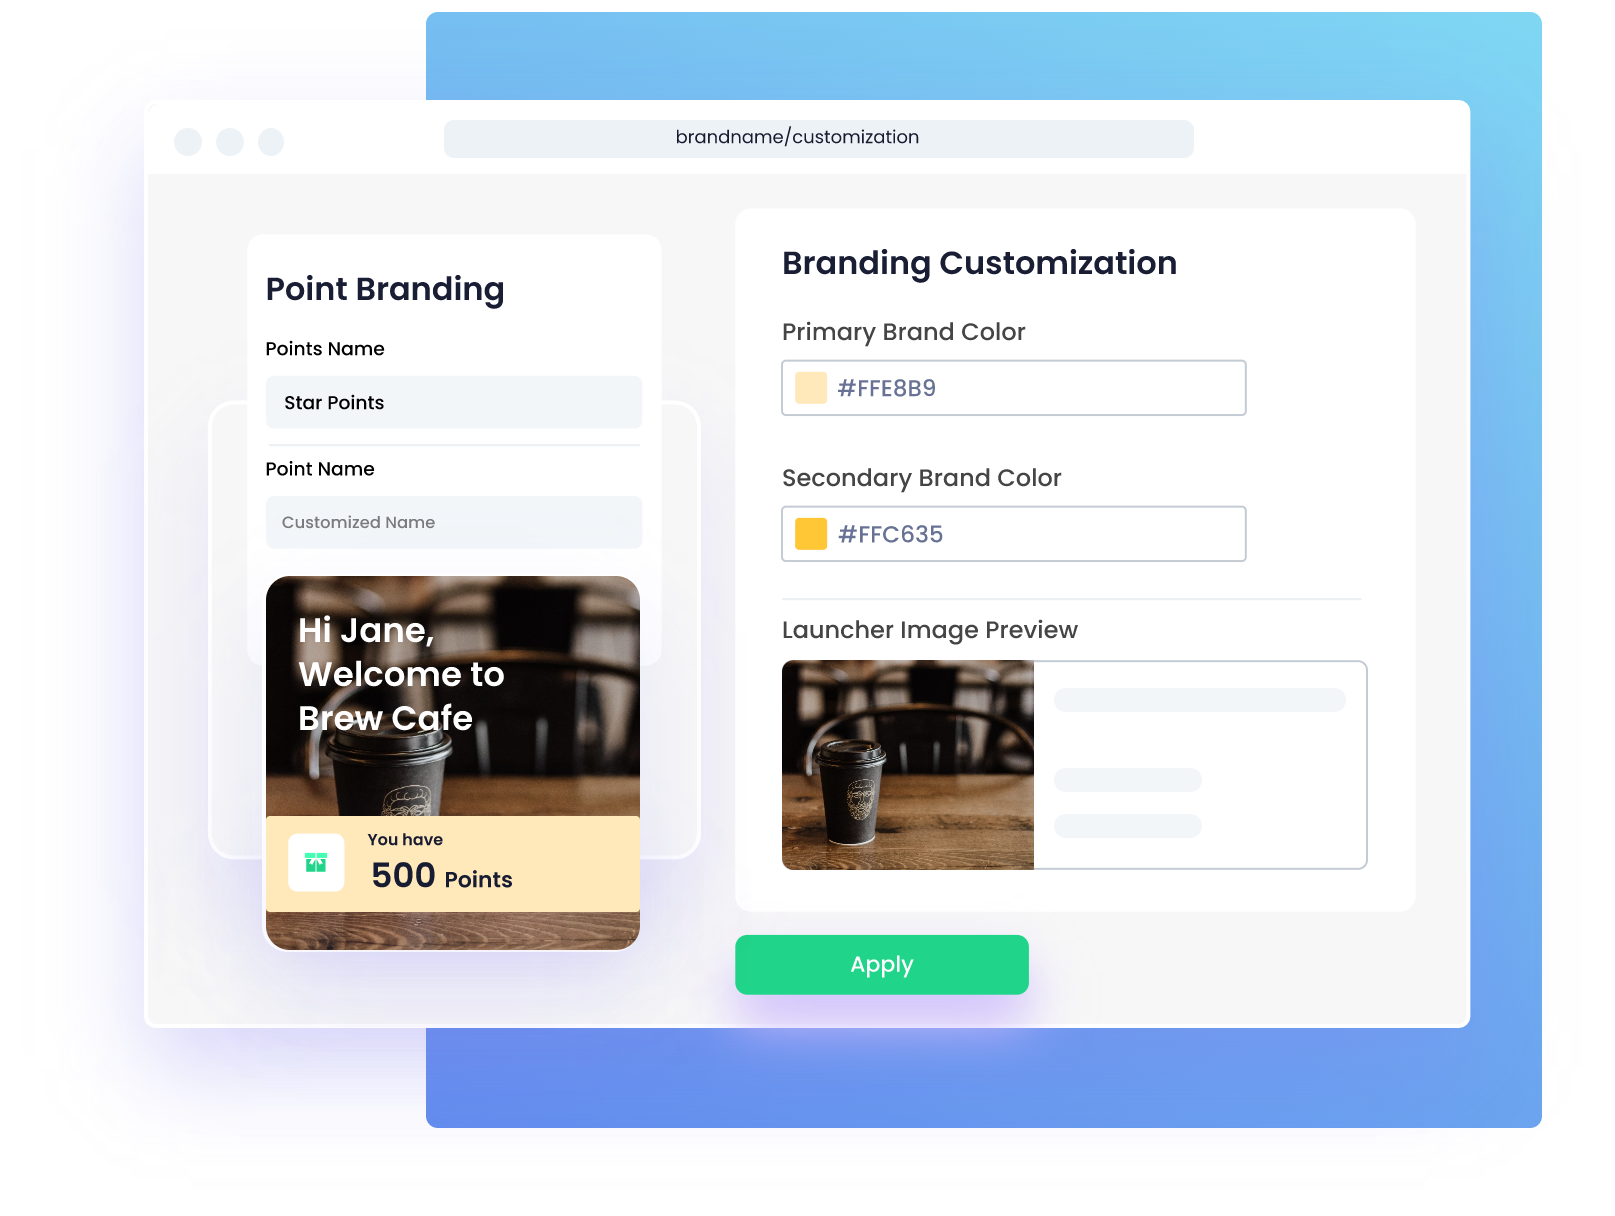 brandname/customization
Point Branding
Points Name
Star Points
Point Name
Customized Name
Hi Jane,
Welcome to
Brew Cafe
You have
500 Points
Branding Customization
Primary Brand Color
#FFE8B9
Secondary Brand Color
#FFC635
Launcher Image Preview
Apply